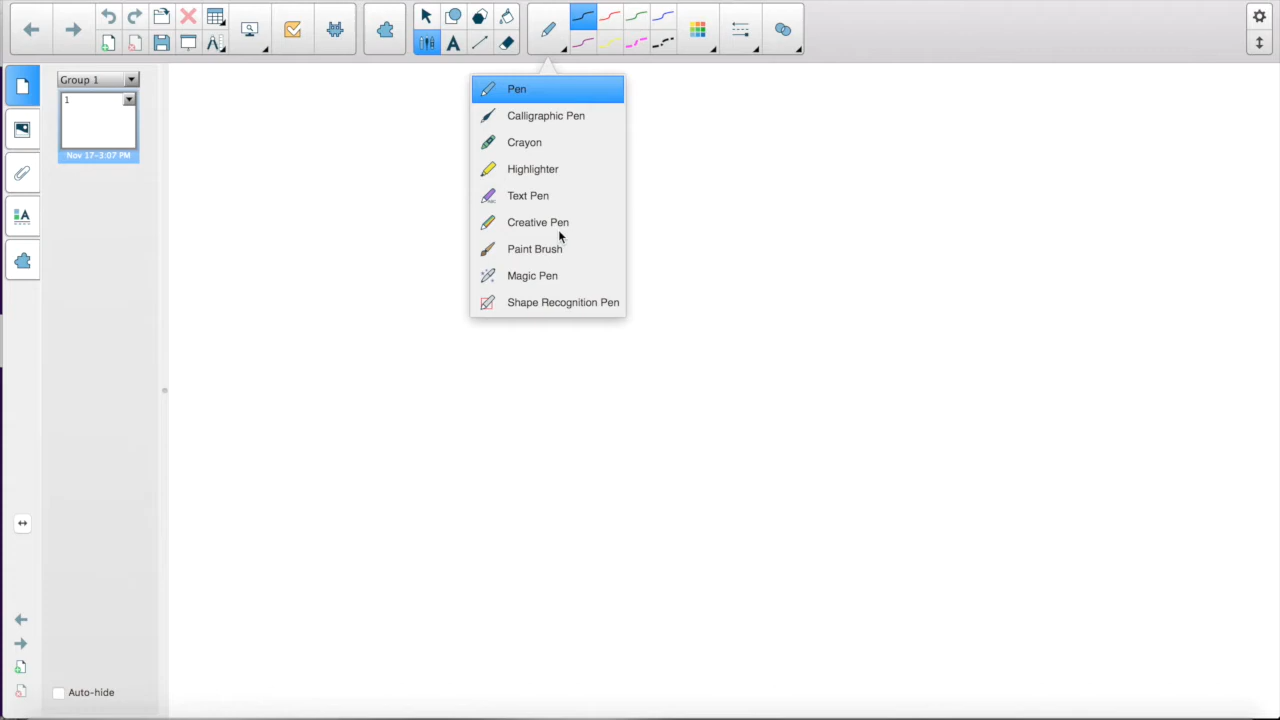 Group 1
1
Nov 17-3:07 PM
Pen
Calligraphic Pen
Crayon
Highlighter
Text Pen
Creative Pen
Paint Brush
Magic Pen
Shape Recognition Pen
Auto-hide